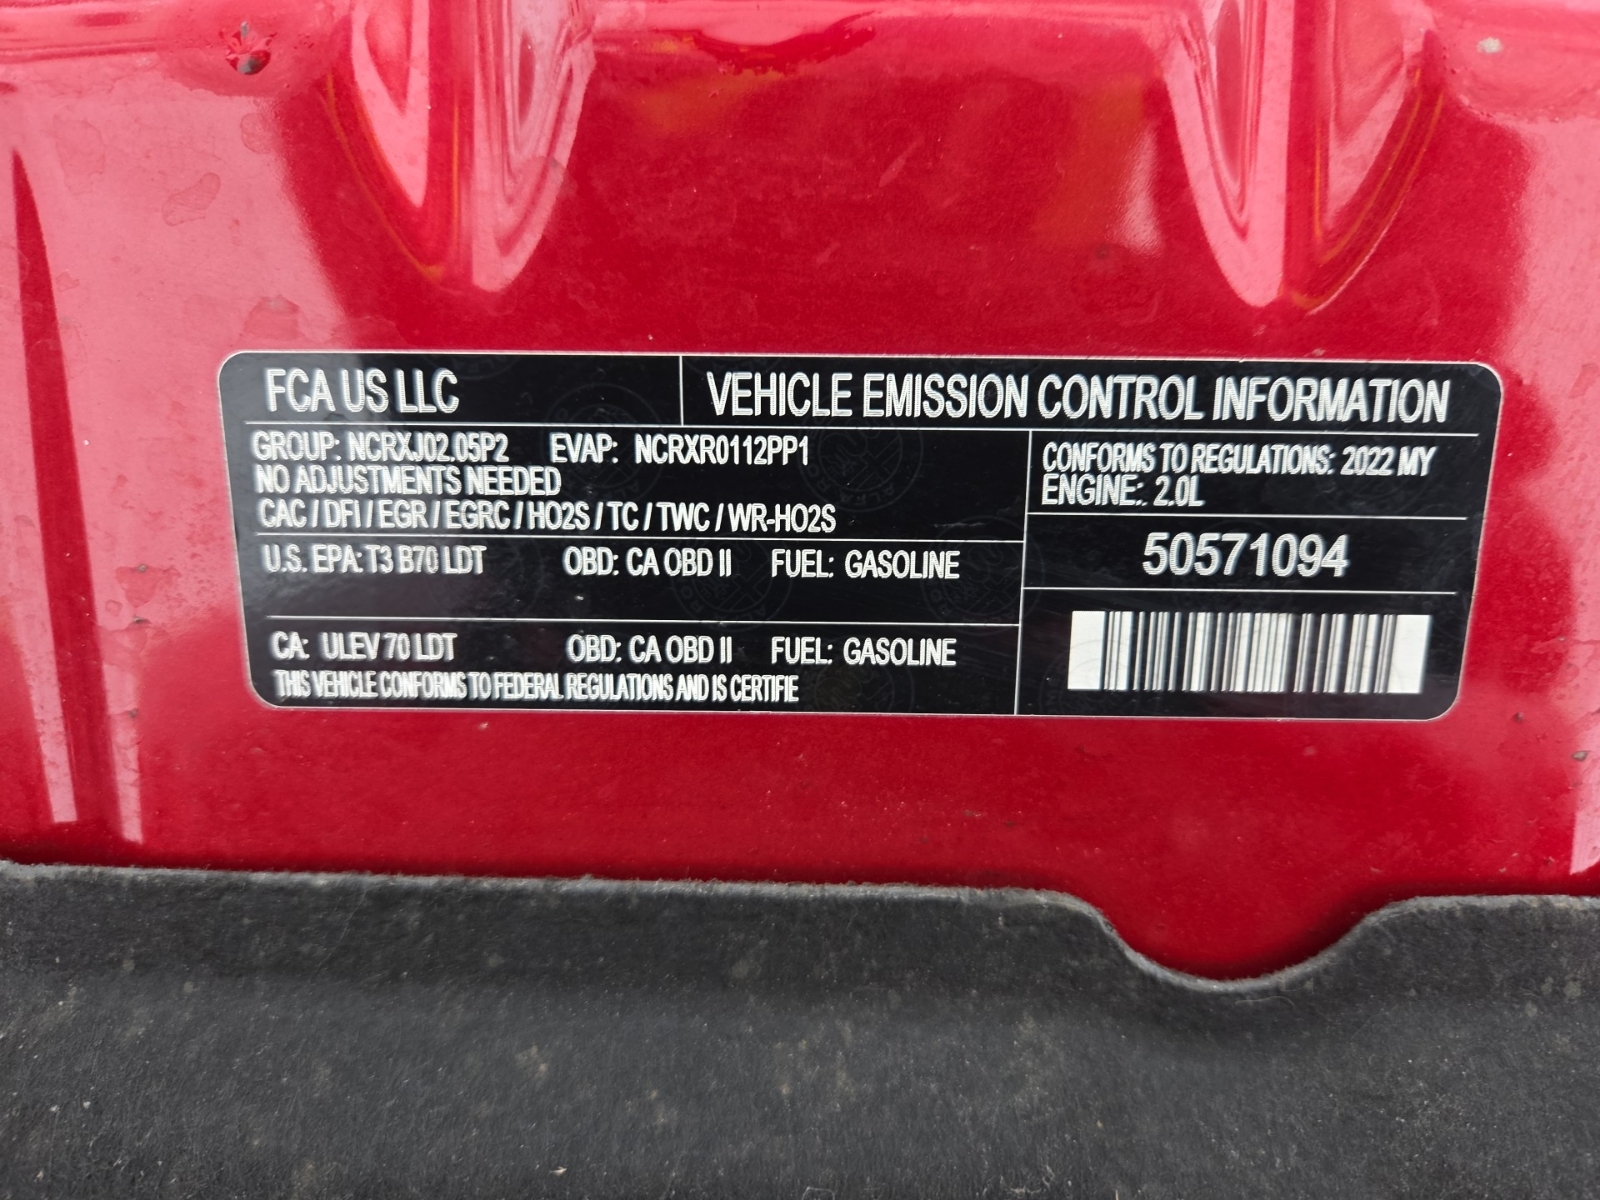 FCA US LLC
VEHICLE EMISSION CONTROL INFORMATION
GROUP: NCRXJ02.05P2 EVAP: NCRXR0112PP1
NO ADJUSTMENTS NEEDED
CAC / DFI / EGR / EGRC / HO2S / TC / TWC / WR-HO2S
U.S. EPA: T3 B70 LDT OBD: CA OBD II FUEL: GASOLINE
CA: ULEV 70 LDT OBD: CA OBD II FUEL: GASOLINE
THIS VEHICLE CONFORMS TO FEDERAL REGULATIONS AND IS CERTIFIE
CONFORMS TO REGULATIONS: 2022 MY
ENGINE: 2.0L
50571094